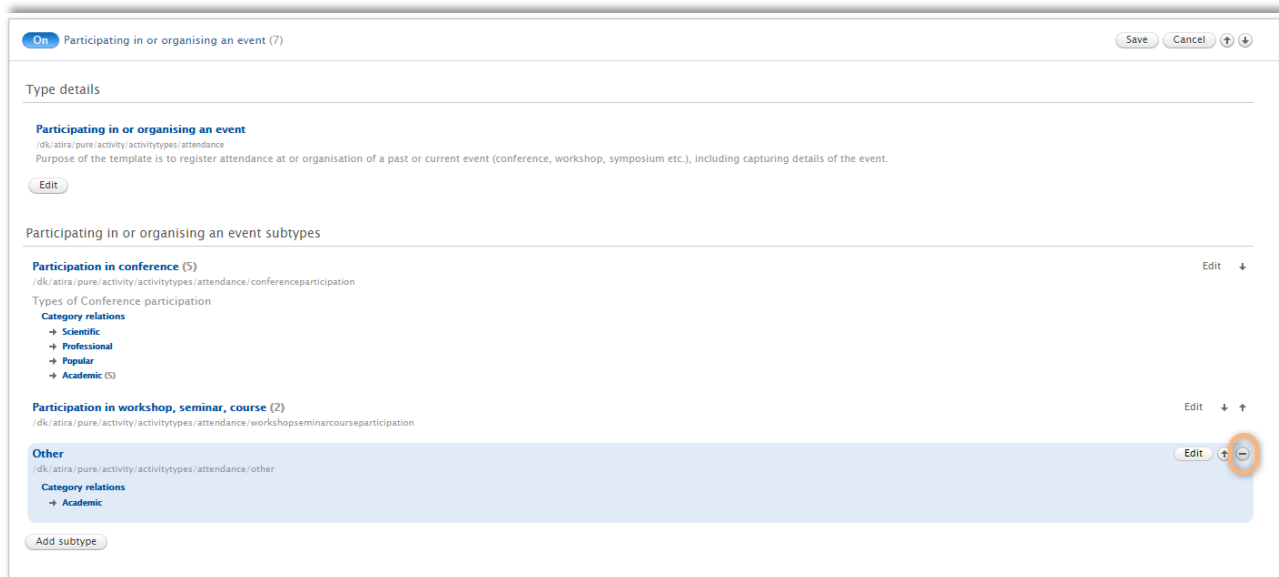 On Participating in or organising an event (7) Save Cancel
Type details
Participating in or organising an event
/dk/atira/pure/activity/activitytypes/attendance
Purpose of the template is to register attendance at or organisation of a past or current event (conference, workshop, symposium etc.), including capturing details of the event.
Edit
Participating in or organising an event subtypes
Participation in conference (5) Edit
/dk/atira/pure/activity/activitytypes/attendance/conferenceparticipation
Types of Conference participation
Category relations
Scientific
Professional
Popular
Academic (5)
Participation in workshop, seminar, course (2) Edit
/dk/atira/pure/activity/activitytypes/attendance/workshopseminarcourseparticipation
Other Edit
/dk/atira/pure/activity/activitytypes/attendance/other
Category relations
Academic
Add subtype